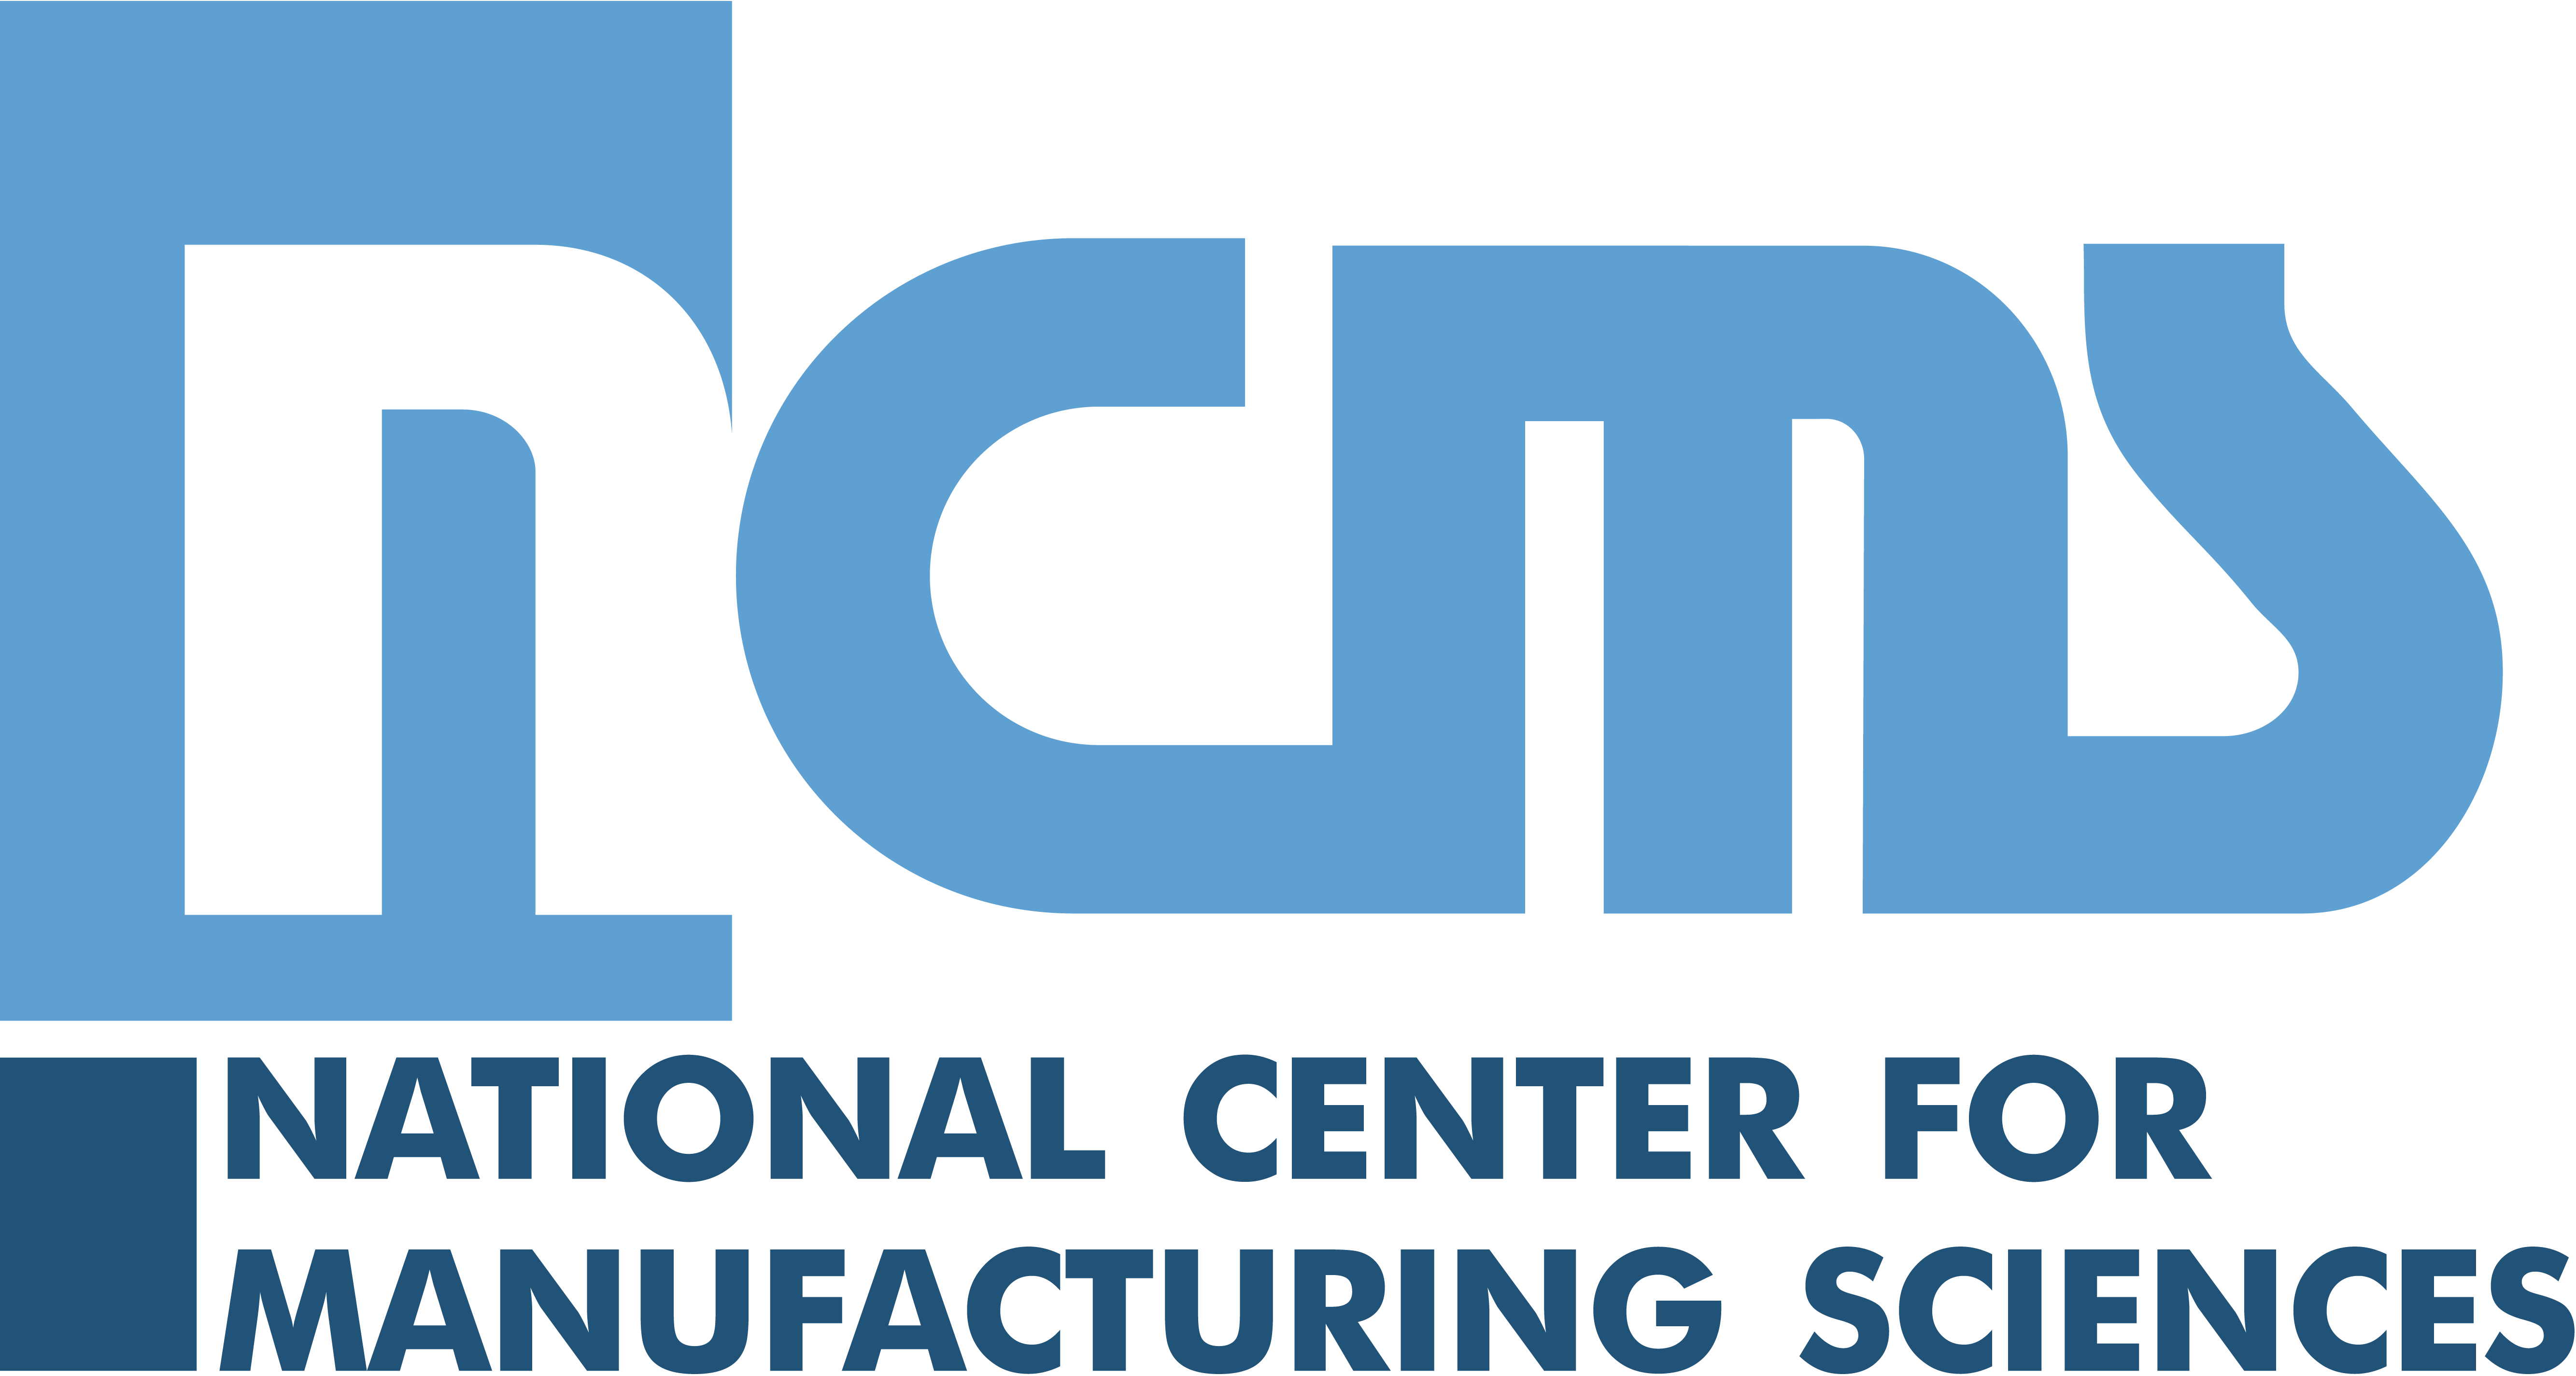 ncms
NATIONAL CENTER FOR
MANUFACTURING SCIENCES